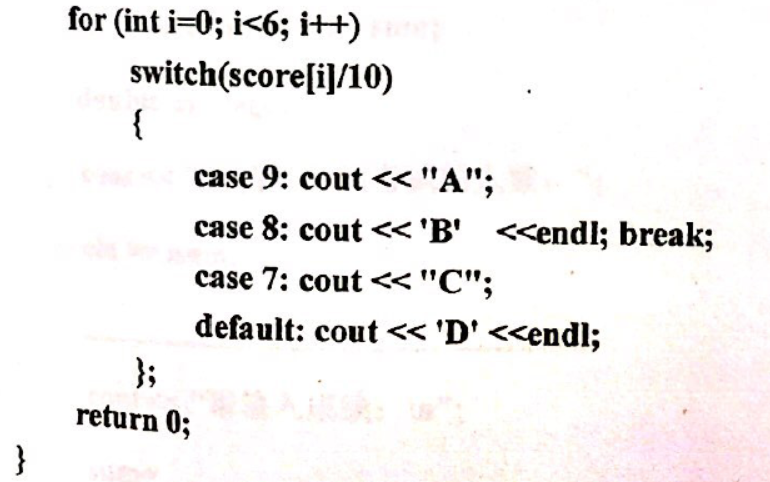 for (int i=0; i<6; i++)
switch(score[i]/10)
{
case 9: cout << "A";
case 8: cout << 'B' <<endl; break;
case 7: cout << "C";
default: cout << 'D' <<endl;
};
return 0;
}